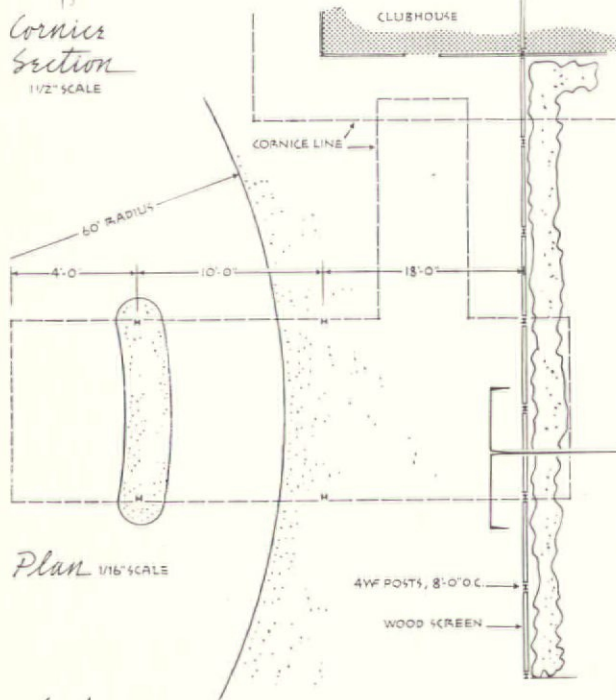 Cornice
Section
1 1/2" SCALE
CLUBHOUSE
CORNICE LINE
60' RADIUS
4'-0
10'-0"
18'-0"
H
H
H
H
Plan 1/16" SCALE
4WF POSTS, 8'-0" O.C.
WOOD SCREEN